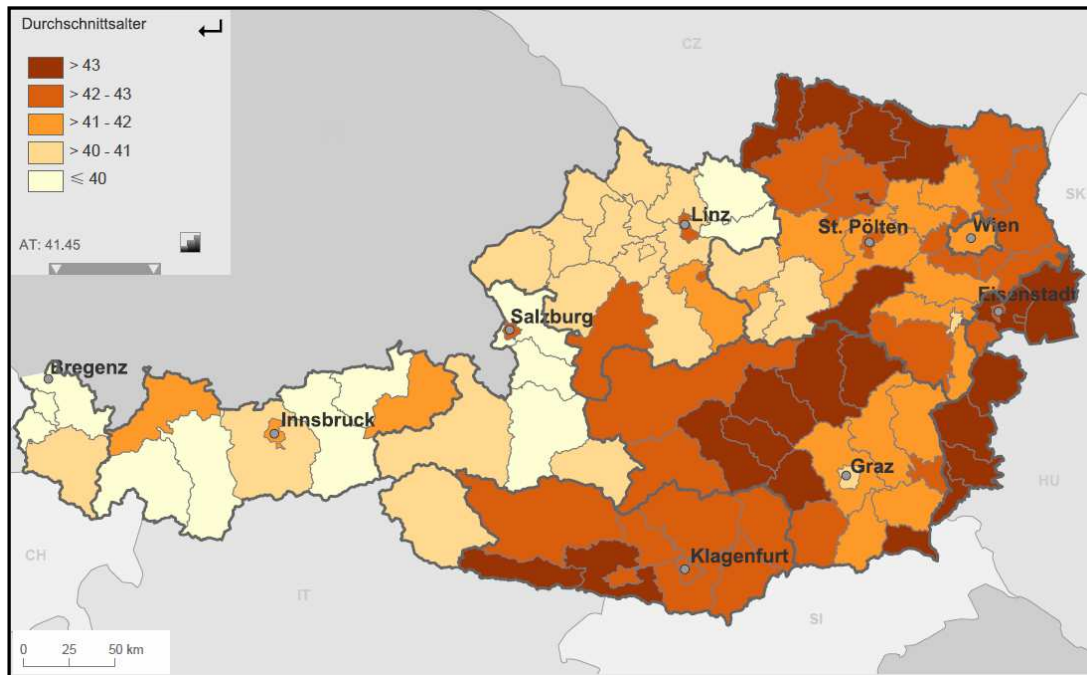 Durchschnittsalter
> 43
> 42 - 43
> 41 - 42
> 40 - 41
≤ 40
AT: 41.45
CZ
SK
Linz
St. Pölten
Wien
Eisenstadt
Salzburg
Bregenz
Innsbruck
Graz
HU
CH
Klagenfurt
IT
SI
0 25 50 km